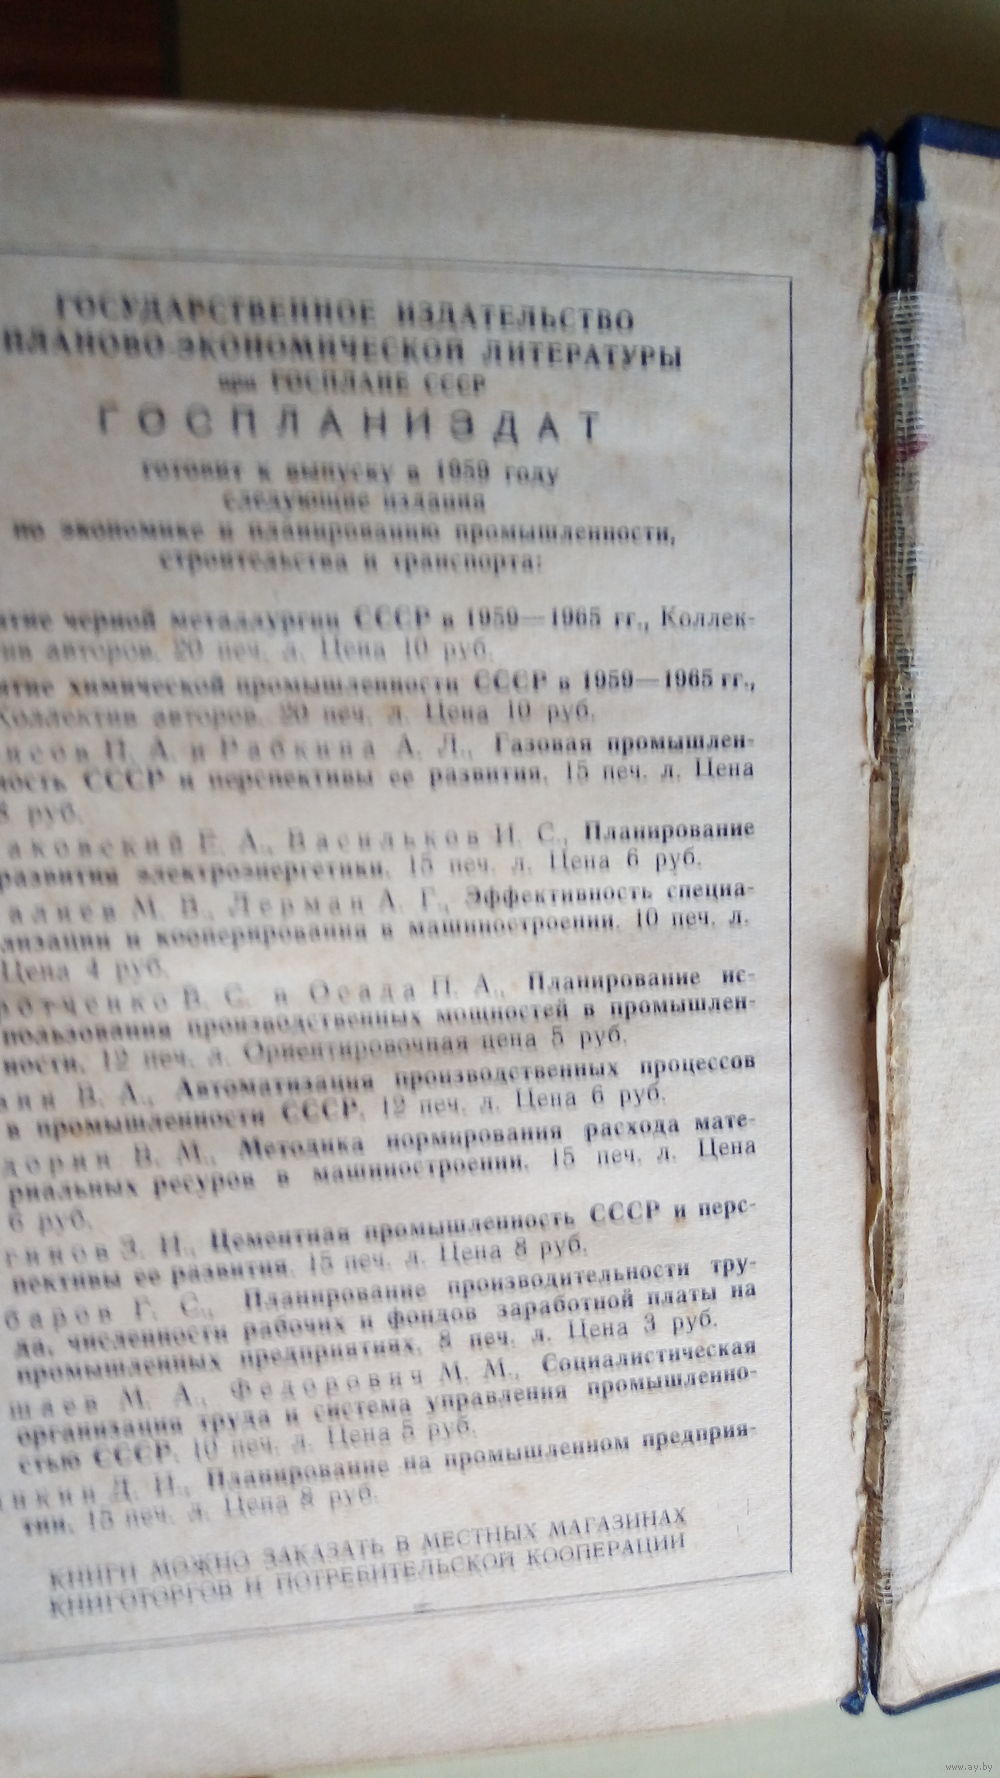 ГОСУДАРСТВЕННОЕ ИЗДАТЕЛЬСТВО
ПЛАНОВО-ЭКОНОМИЧЕСКОЙ ЛИТЕРАТУРЫ
при ГОСПЛАНЕ СССР
ГОСПЛАНИЗДАТ
готовит к выпуску в 1959 году
следующие издания
по экономике и планированию промышленности,
строительства и транспорта:
черной металлургии СССР в 1959—1965 гг., Коллек-
авторов. 20 печ. л. Цена 10 руб.
химической промышленности СССР в 1959—1965 гг.,
Коллектив авторов. 20 печ. л. Цена 10 руб.
П. А. и Рабкина А. Л., Газовая промышлен-
ность СССР и перспективы ее развития. 15 печ. л. Цена
8 руб.
Е. А., Васильков И. С., Планирование
развития электроэнергетики. 15 печ. л. Цена 6 руб.
М. В., Лерман А. Г., Эффективность специа-
лизации и кооперирования в машиностроении. 10 печ. л.
Цена 4 руб.
В. С. и Осада П. А., Планирование ис-
пользования производственных мощностей в промышлен-
ности. 12 печ. л. Ориентировочная цена 5 руб.
В. А., Автоматизация производственных процессов
в промышленности СССР. 12 печ. л. Цена 6 руб.
В. М., Методика нормирования расхода мате-
риальных ресуров в машиностроении. 15 печ. л. Цена
6 руб.
З. И., Цементная промышленность СССР и перс-
пективы ее развития. 15 печ. л. Цена 8 руб.
Г. С., Планирование производительности тру-
да, численности рабочих и фондов заработной платы на
промышленных предприятиях. 8 печ. л. Цена 3 руб.
М. А., Федорович М. М., Социалистическая
организация труда и система управления промышленно-
стью СССР. 10 печ. л. Цена 5 руб.
Д. И., Планирование на промышленном предприя-
тии. 15 печ. л. Цена 8 руб.
КНИГИ МОЖНО ЗАКАЗАТЬ В МЕСТНЫХ МАГАЗИНАХ
КНИГОТОРГОВ И ПОТРЕБИТЕЛЬСКОЙ КООПЕРАЦИИ
www.ay.by